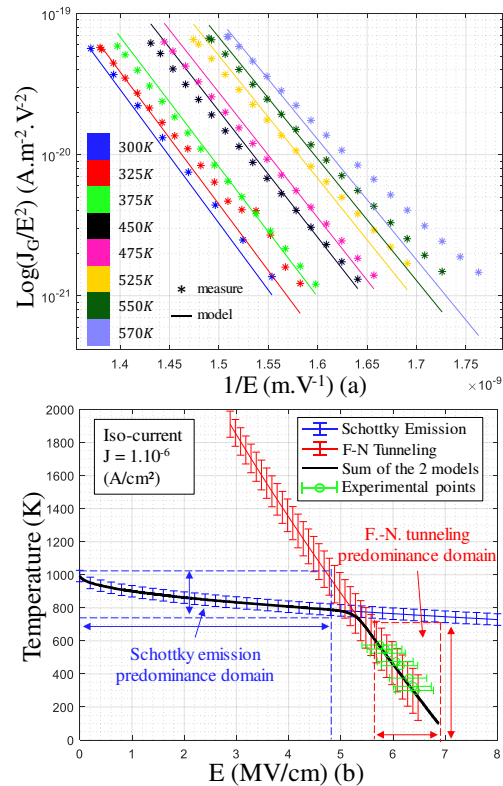 10^-19
10^-20
10^-21
Log(J_G/E^2) (A.m^-2.V^-2)
300K
325K
375K
450K
475K
525K
550K
570K
* measure
— model
1.4 1.45 1.5 1.55 1.6 1.65 1.7 1.75
×10^-9
1/E (m.V^-1) (a)
2000
1800
1600
1400
1200
1000
800
600
400
200
0
Temperature (K)
Iso-current
J = 1.10^-6
(A/cm²)
Schottky Emission
F-N Tunneling
Sum of the 2 models
Experimental points
F.-N. tunneling
predominance domain
Schottky emission
predominance domain
0 1 2 3 4 5 6 7 8
E (MV/cm) (b)